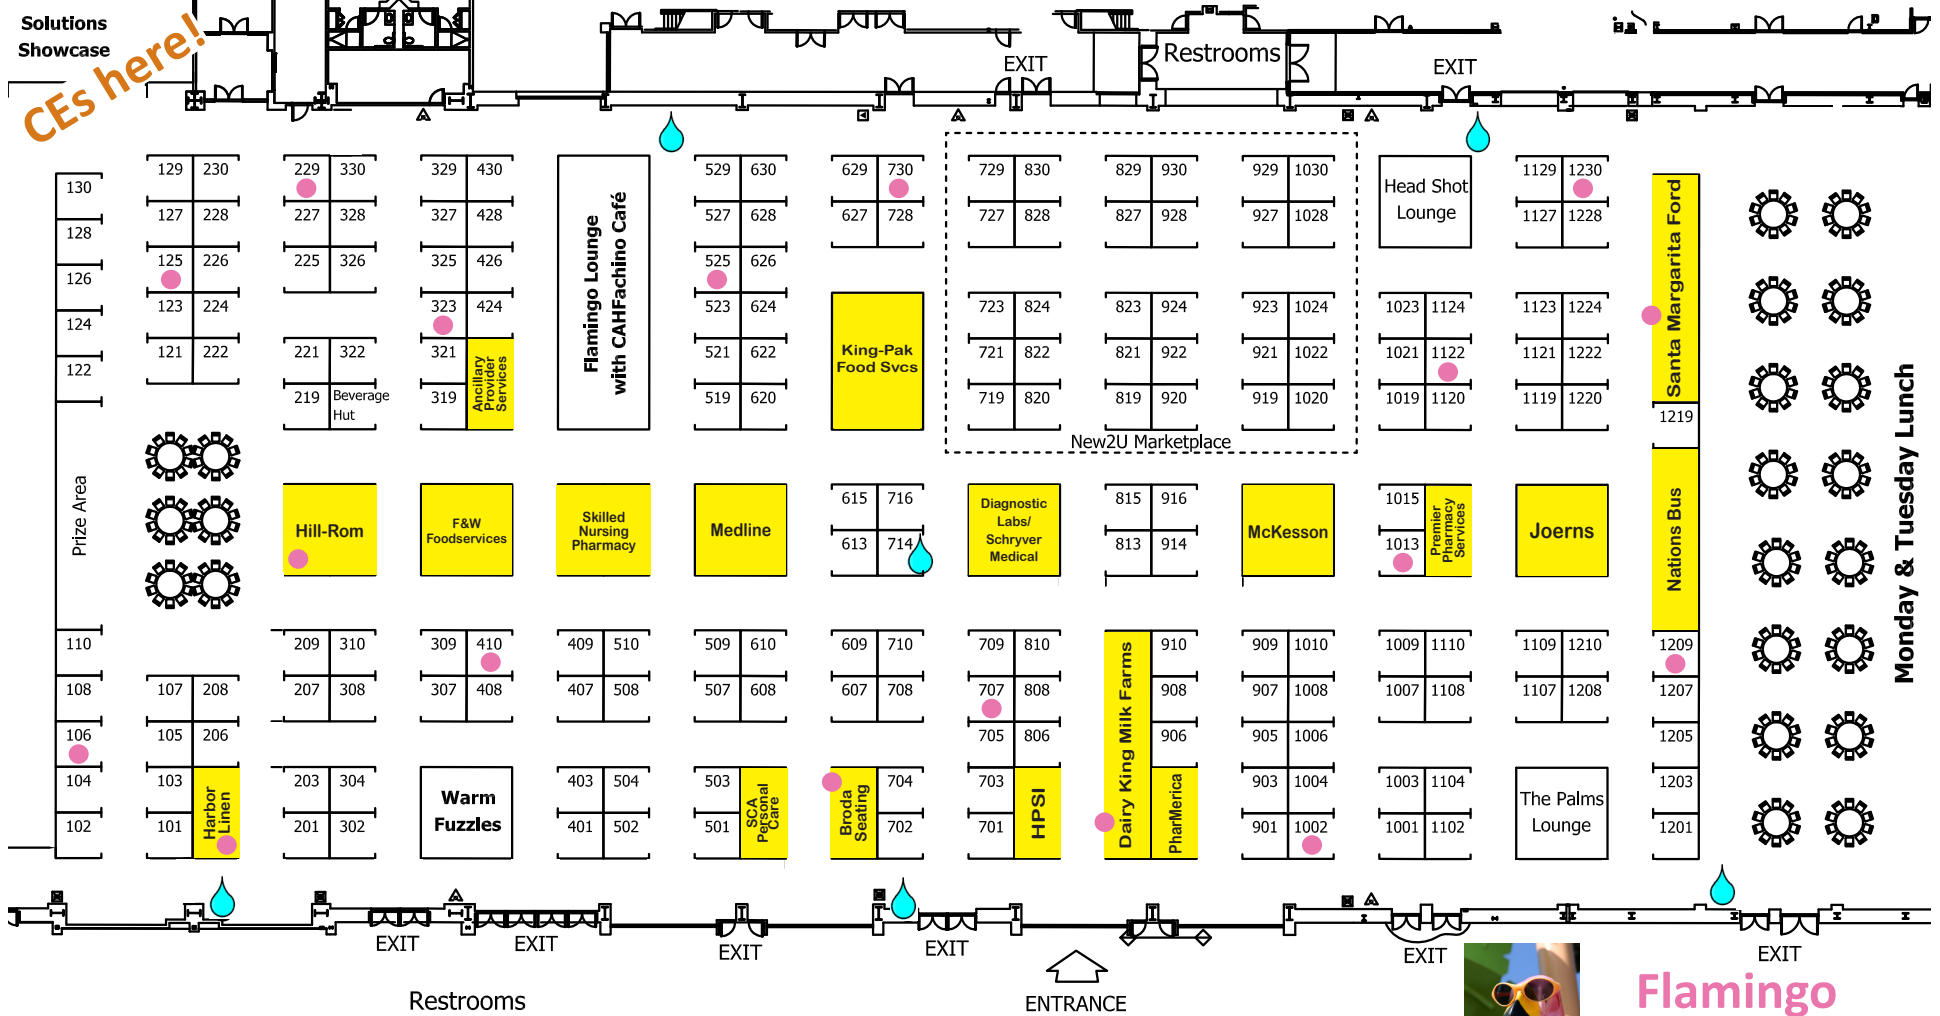 Solutions
Showcase
CEs here!
EXIT
Restrooms
EXIT
129 230
229 330
329 430
529 630
629 730
729 830
829 930
929 1030
Head Shot
Lounge
1129 1230
130
127 228
227 328
327 428
527 628
627 728
727 828
827 928
927 1028
1127 1228
128
125 226
225 326
325 426
525 626
126
123 224
323 424
523 624
723 824
823 924
923 1024
1023 1124
1123 1224
124
121 222
221 322
321
521 622
721 822
821 922
921 1022
1021 1122
1121 1222
122
219 Beverage
Hut
319
Ancillary
Provider
Services
Flamingo Lounge
with CAHFachino Café
519 620
King-Pak
Food Svcs
719 820
819 920
919 1020
1019 1120
1119 1220
Santa Margarita Ford
1219
New2U Marketplace
Prize Area
Hill-Rom
F&W
Foodservices
Skilled
Nursing
Pharmacy
Medline
615 716
613 714
Diagnostic
Labs/
Schryver
Medical
815 916
813 914
McKesson
1015
1013
Premier
Pharmacy
Services
Joerns
Nations Bus
Monday & Tuesday Lunch
110
209 310
309 410
409 510
509 610
609 710
709 810
910
909 1010
1009 1110
1109 1210
1209
108
107 208
207 308
307 408
407 508
507 608
607 708
707 808
908
907 1008
1007 1108
1107 1208
1207
106
105 206
705 806
906
905 1006
1205
104
103
203 304
403 504
503
704
703
903 1004
1003 1104
1203
102
101
Harbor
Linen
201 302
Warm
Fuzzles
401 502
501
SCA
Personal
Care
Broda
Seating
702
701
HPSI
Dairy King Milk Farms
PharMerica
901 1002
1001 1102
The Palms
Lounge
1201
EXIT
EXIT
EXIT
EXIT
EXIT
EXIT
Restrooms
ENTRANCE
Flamingo